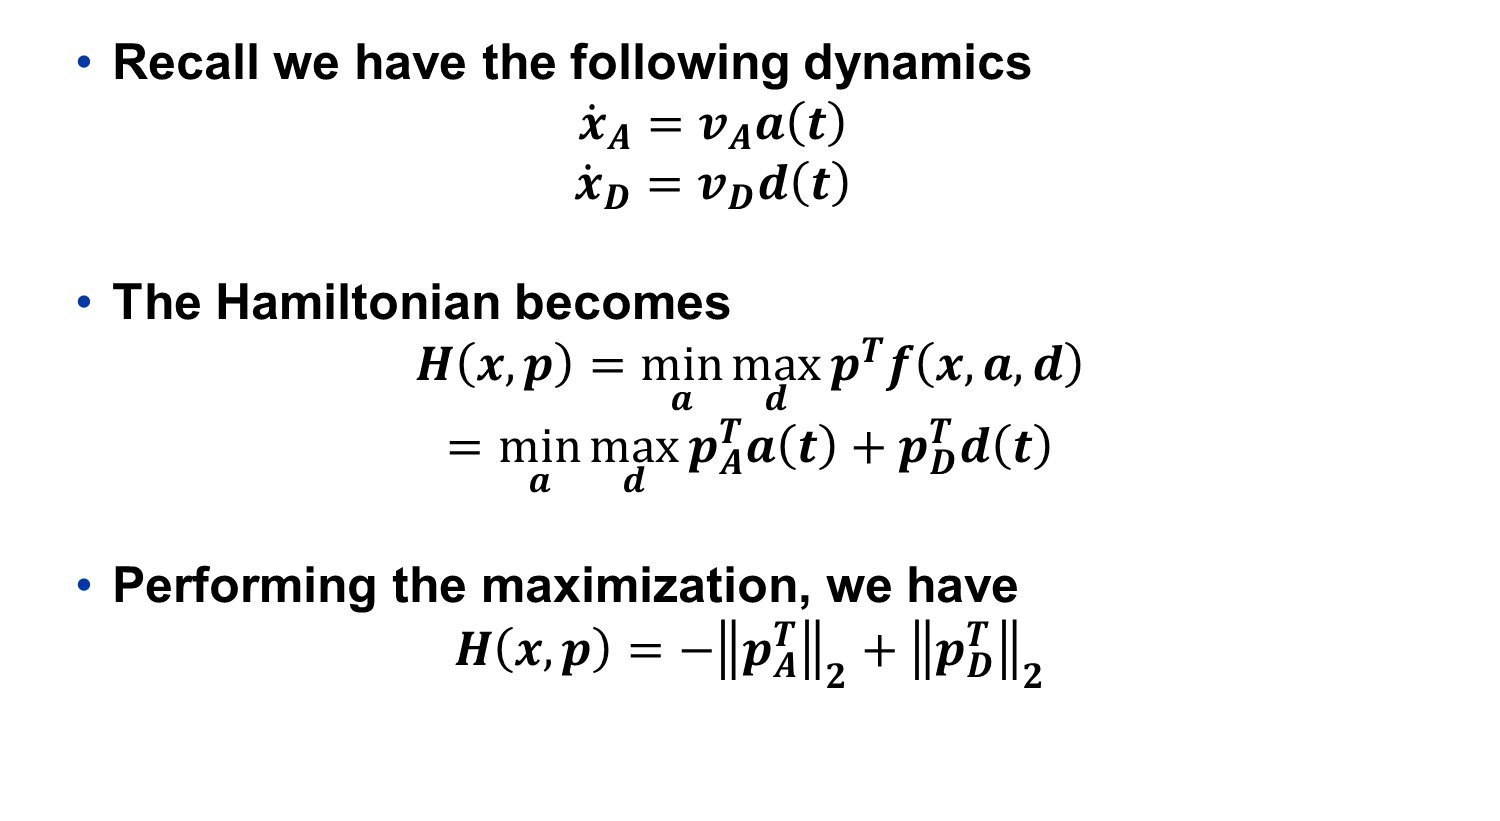 • Recall we have the following dynamics
ẋ_A = v_A a(t)
ẋ_D = v_D d(t)
• The Hamiltonian becomes
H(x, p) = min_a max_d p^T f(x, a, d)
= min_a max_d p_A^T a(t) + p_D^T d(t)
• Performing the maximization, we have
H(x, p) = −‖p_A^T‖_2 + ‖p_D^T‖_2